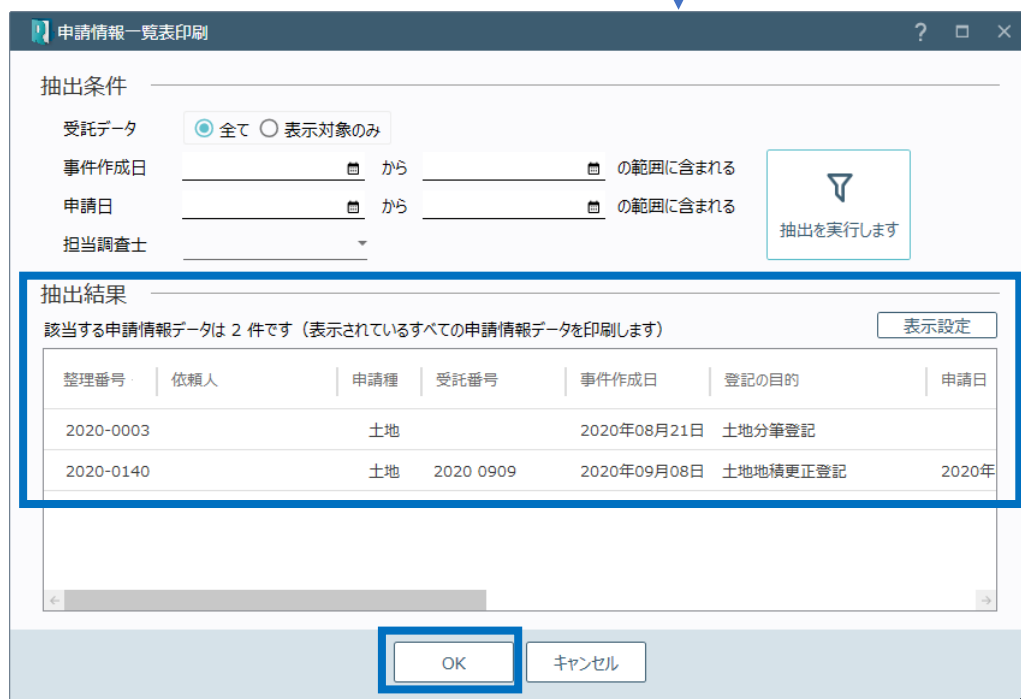 申請情報一覧表印刷
抽出条件
受託データ 全て 表示対象のみ
事件作成日 から の範囲に含まれる
申請日 から の範囲に含まれる
担当調査士
抽出を実行します
抽出結果
該当する申請情報データは 2 件です（表示されているすべての申請情報データを印刷します） 表示設定
整理番号 依頼人 申請種 受託番号 事件作成日 登記の目的 申請日
2020-0003 土地 2020年08月21日 土地分筆登記
2020-0140 土地 2020 0909 2020年09月08日 土地地積更正登記 2020年
OK キャンセル